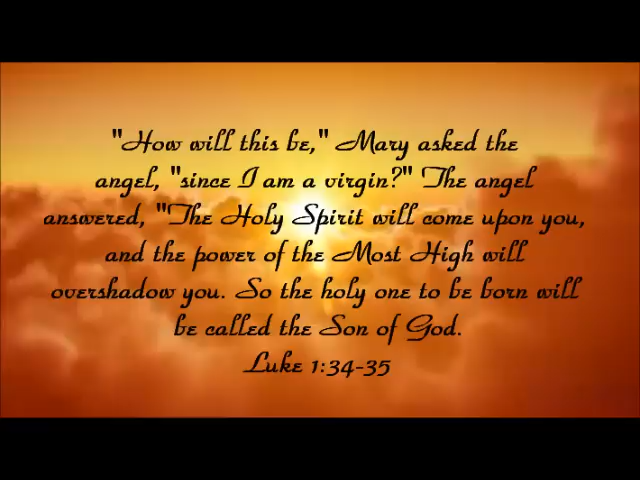 "How will this be," Mary asked the
angel, "since I am a virgin?" The angel
answered, "The Holy Spirit will come upon you,
and the power of the Most High will
overshadow you. So the holy one to be born will
be called the Son of God.
Luke 1:34-35